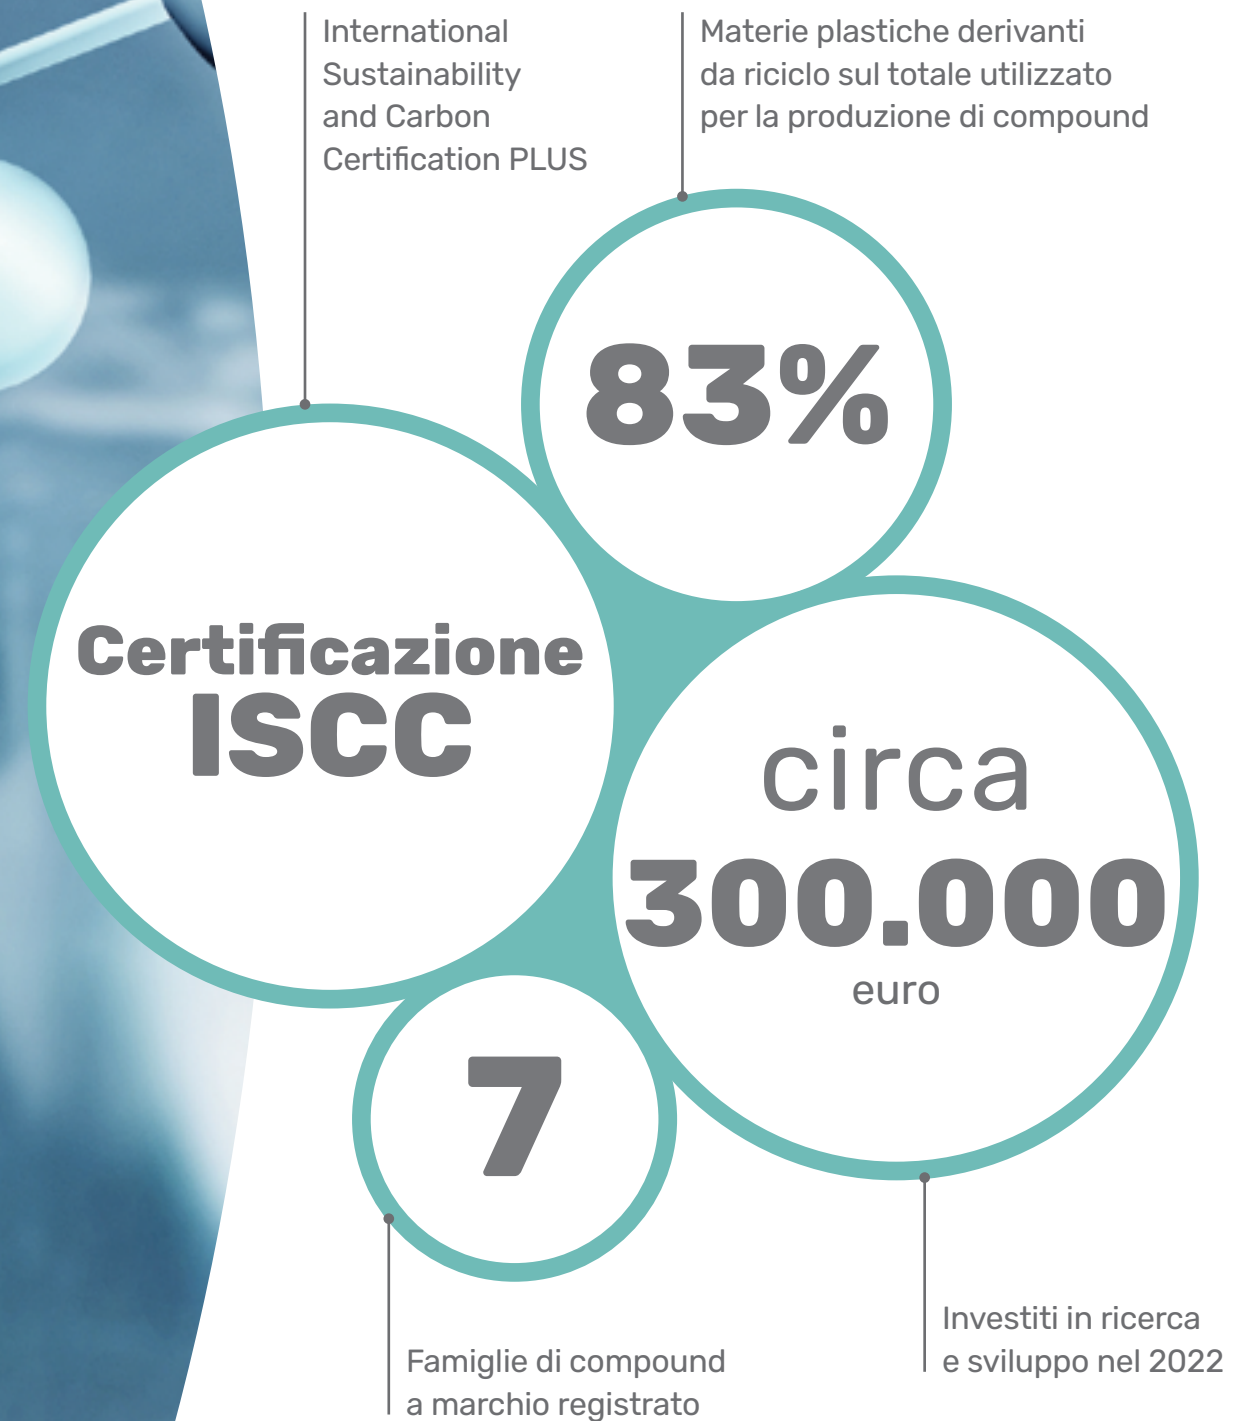 International
Sustainability
and Carbon
Certification PLUS
Materie plastiche derivanti
da riciclo sul totale utilizzato
per la produzione di compound
83%
Certificazione
ISCC
circa
300.000
euro
7
Famiglie di compound
a marchio registrato
Investiti in ricerca
e sviluppo nel 2022